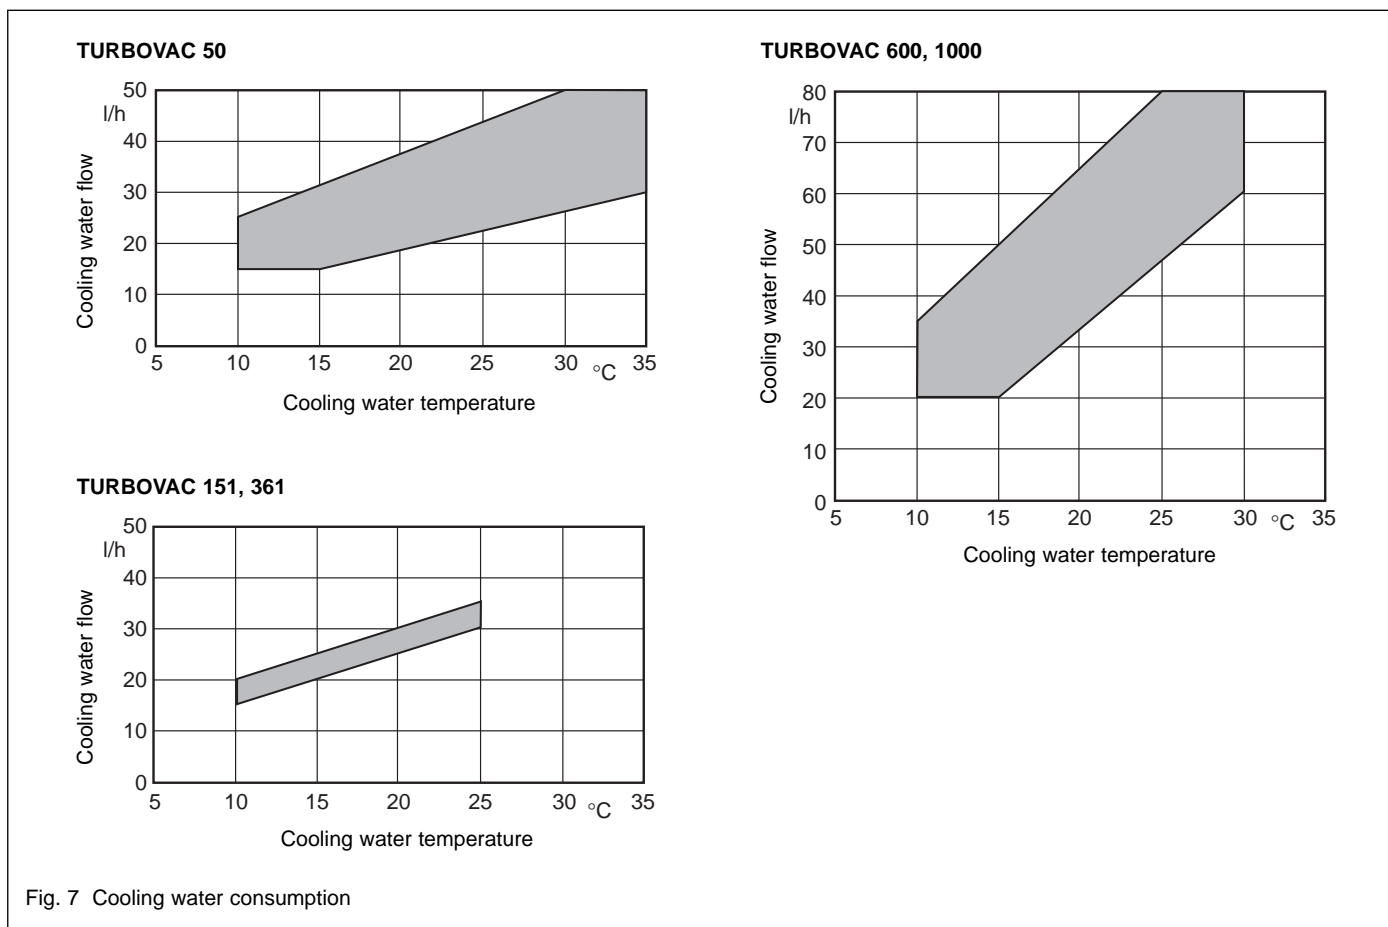 TURBOVAC 50
50
l/h
40
30
20
10
0
Cooling water flow
5 10 15 20 25 30 °C 35
Cooling water temperature
TURBOVAC 151, 361
50
l/h
40
30
20
10
0
Cooling water flow
5 10 15 20 25 30 °C 35
Cooling water temperature
TURBOVAC 600, 1000
80
l/h
70
60
50
40
30
20
10
0
Cooling water flow
5 10 15 20 25 30 °C 35
Cooling water temperature
Fig. 7 Cooling water consumption